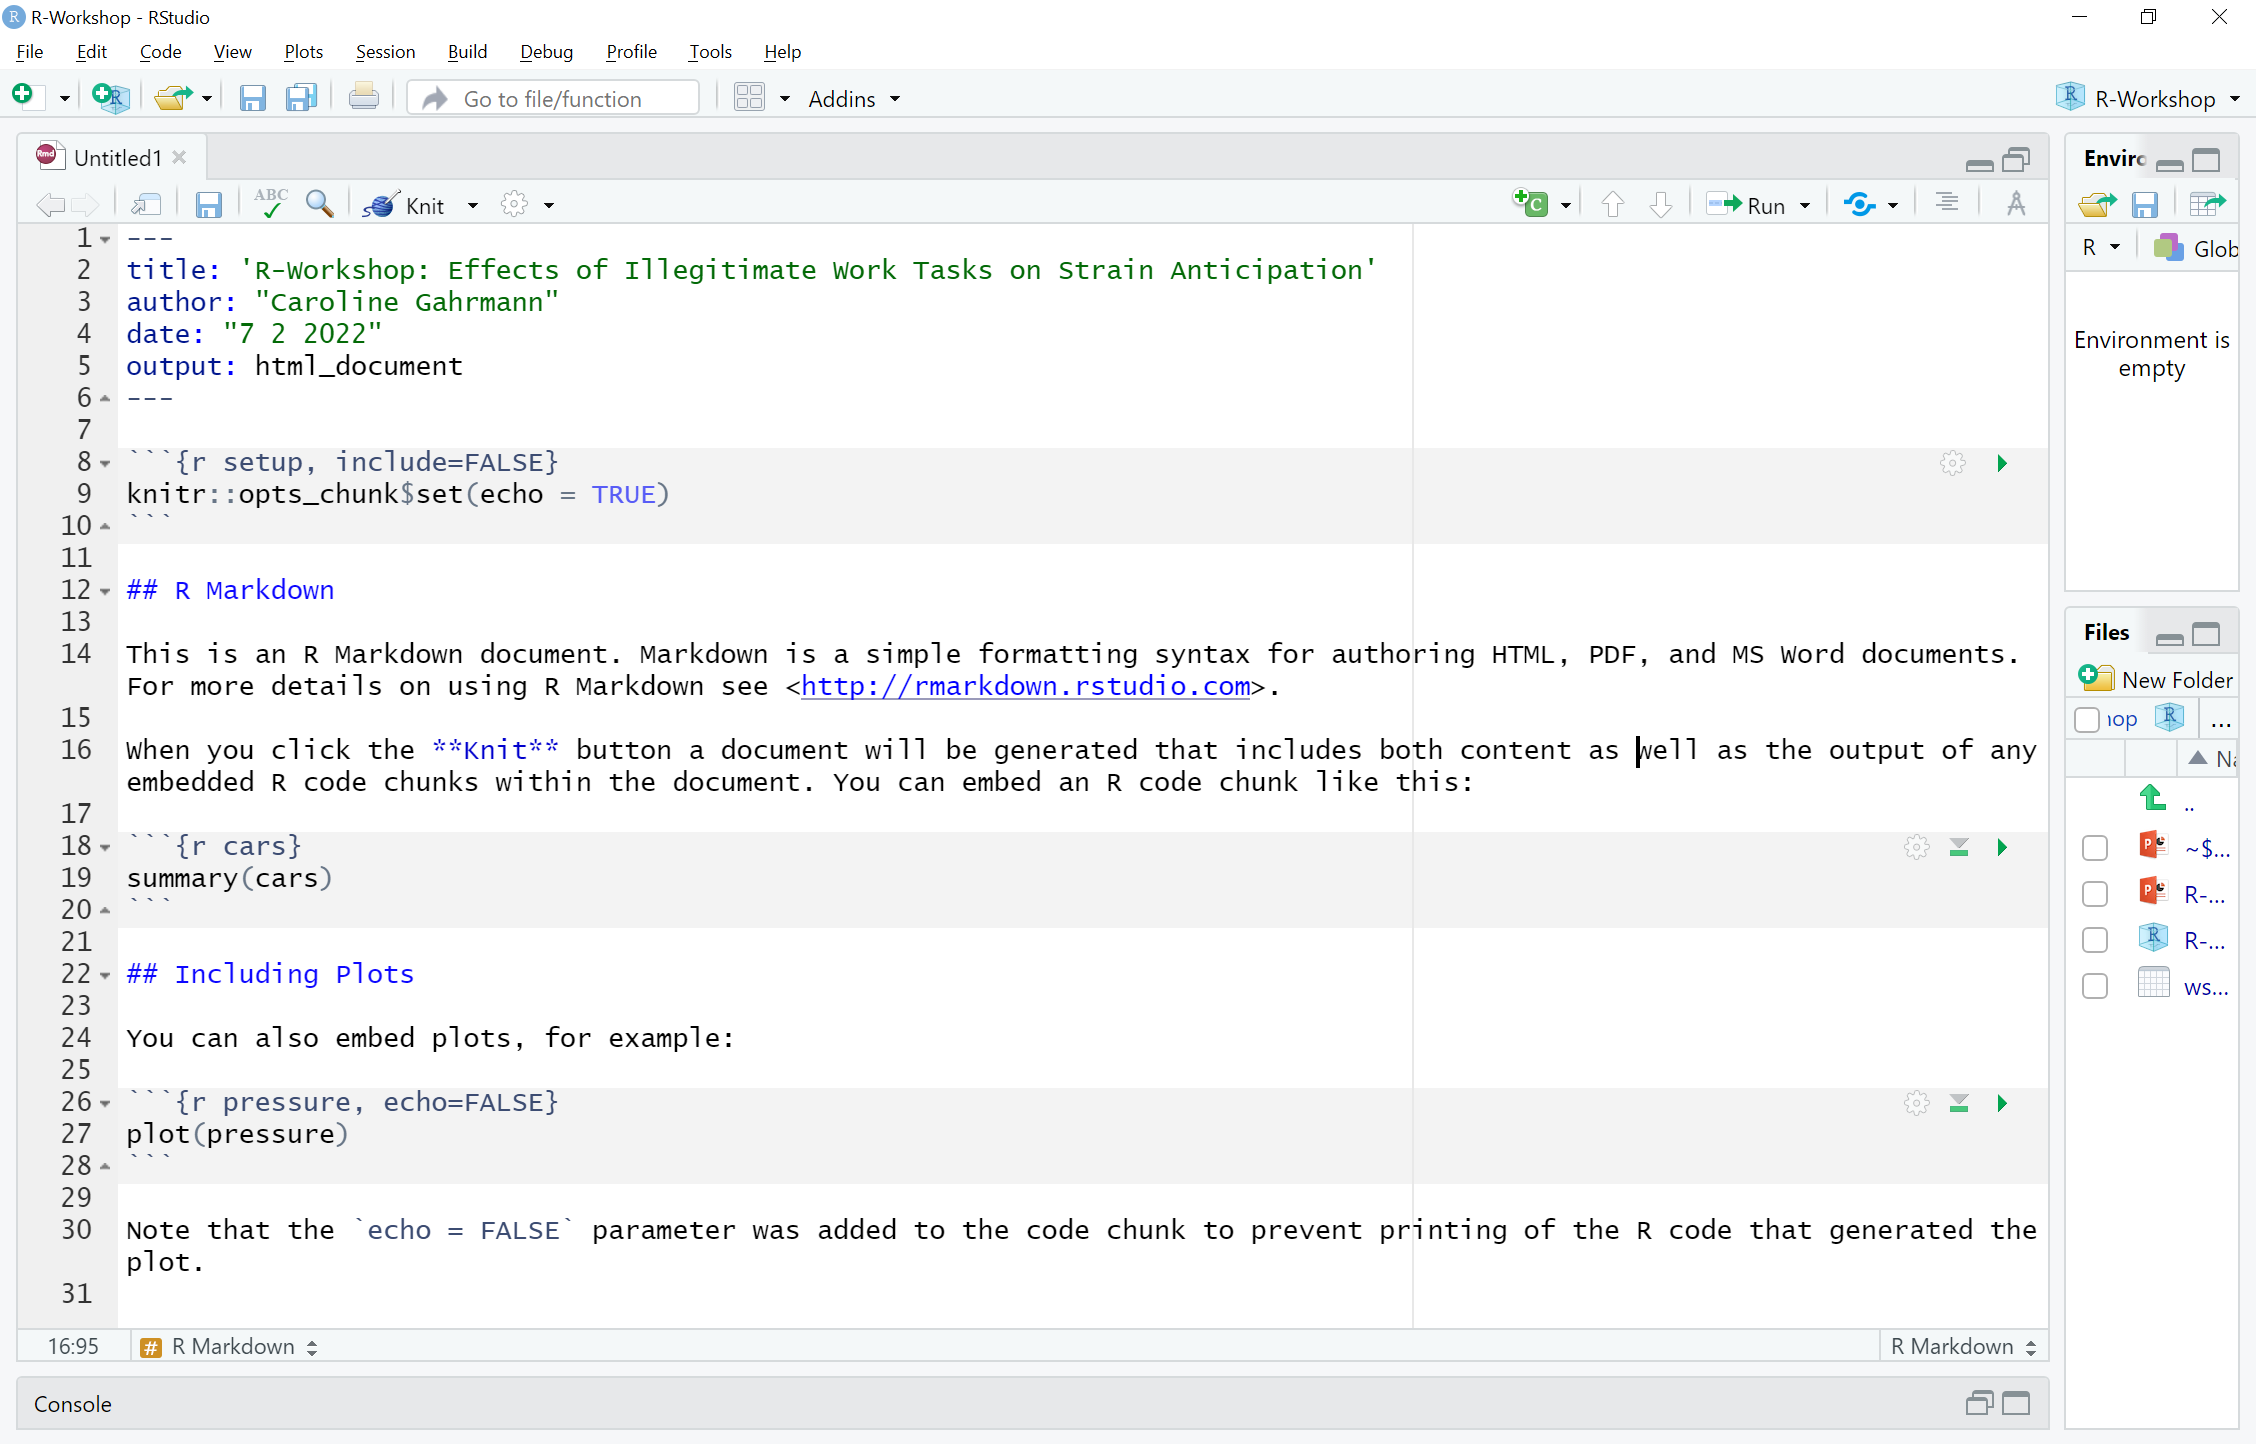 R-Workshop - RStudio
File Edit Code View Plots Session Build Debug Profile Tools Help
Go to file/function Addins R-Workshop
Untitled1
ABC Knit Run
1 ---
2 title: 'R-Workshop: Effects of Illegitimate Work Tasks on Strain Anticipation'
3 author: "Caroline Gahrmann"
4 date: "7 2 2022"
5 output: html_document
6 ---
7
8 ```{r setup, include=FALSE}
9 knitr::opts_chunk$set(echo = TRUE)
10 ```
11
12 ## R Markdown
13
14 This is an R Markdown document. Markdown is a simple formatting syntax for authoring HTML, PDF, and MS Word documents.
For more details on using R Markdown see <http://rmarkdown.rstudio.com>.
15
16 When you click the **Knit** button a document will be generated that includes both content as well as the output of any
embedded R code chunks within the document. You can embed an R code chunk like this:
17
18 ```{r cars}
19 summary(cars)
20 ```
21
22 ## Including Plots
23
24 You can also embed plots, for example:
25
26 ```{r pressure, echo=FALSE}
27 plot(pressure)
28 ```
29
30 Note that the `echo = FALSE` parameter was added to the code chunk to prevent printing of the R code that generated the
plot.
31
16:95 # R Markdown R Markdown
Console
Enviro
R Glob
Environment is
empty
Files
New Folder
hop ...
Na
..
~$...
R-...
R-...
ws...